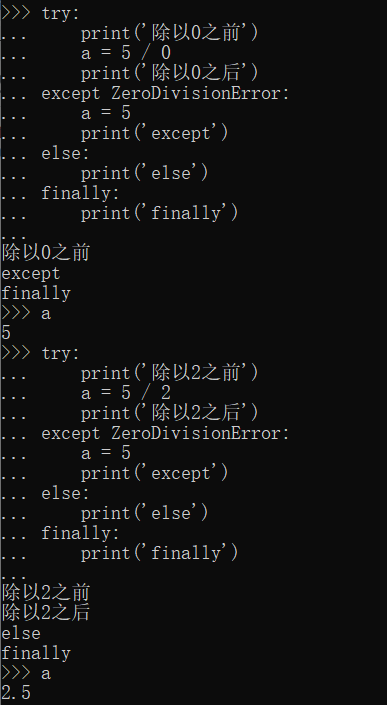 >>> try:
...     print('除以0之前')
...     a = 5 / 0
...     print('除以0之后')
... except ZeroDivisionError:
...     a = 5
...     print('except')
... else:
...     print('else')
... finally:
...     print('finally')
...
除以0之前
except
finally
>>> a
5
>>> try:
...     print('除以2之前')
...     a = 5 / 2
...     print('除以2之后')
... except ZeroDivisionError:
...     a = 5
...     print('except')
... else:
...     print('else')
... finally:
...     print('finally')
...
除以2之前
除以2之后
else
finally
>>> a
2.5